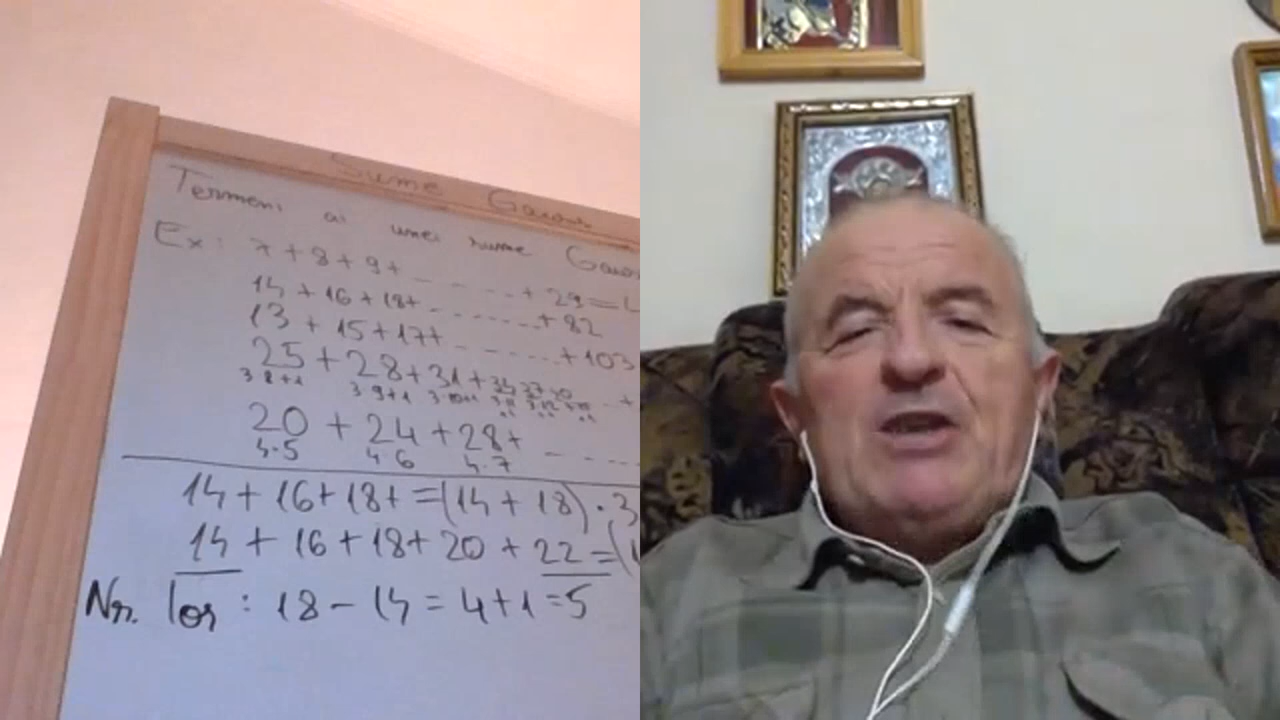 Sume Gauss
Termeni ai unei sume Gauss
Ex: 7+8+9+ - - - - + 29=
14+16+18+ - - - - - - + 82
13+15+17+ - - - - - - +103
25+28+31+34 37 40 . . +
3·8+1 3·9+1 3·10+1
20+24+28+ - - - -
4·5 4·6 4·7
14+16+18+=(14+18)·3
14+16+18+20+22=(
Nr. lor: 18-14=4+1=5